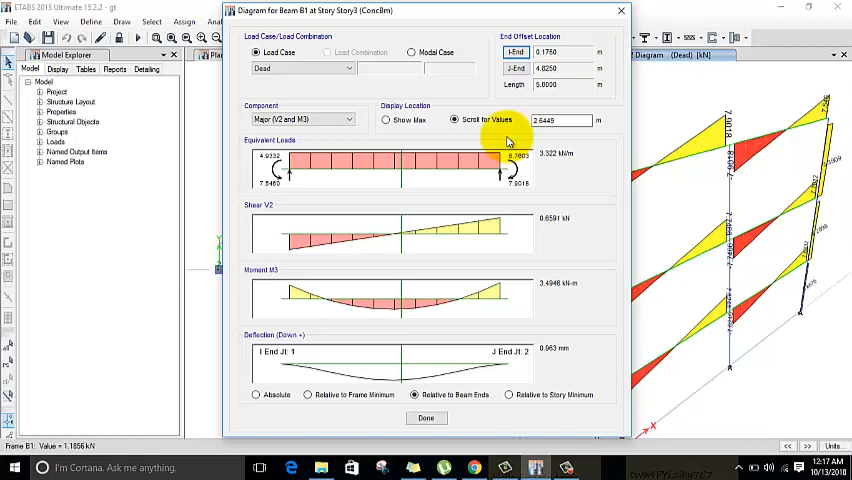 ETABS 2015 Ultimate 15.2.2 - gt
File Edit View Define Draw Select Assign
Diagram for Beam B1 at Story Story3 (ConcBm)
Model Explorer
Model Display Tables Reports Detailing
Model
Project
Structure Layout
Properties
Structural Objects
Groups
Loads
Named Output Items
Named Plots
Load Case/Load Combination
Load Case
Load Combination
Modal Case
Dead
End Offset Location
I-End 0.1750 m
J-End 4.8250 m
Length 5.0000 m
Component
Major (V2 and M3)
Display Location
Show Max
Scroll for Values
2.6449 m
Equivalent Loads
4.9332
7.5460
5.7603
7.9018
3.322 kN/m
Shear V2
0.6591 kN
Moment M3
3.4946 kN-m
Deflection (Down +)
I End Jt: 1
J End Jt: 2
0.963 mm
Absolute
Relative to Frame Minimum
Relative to Beam Ends
Relative to Story Minimum
Done
Diagram (Dead) [kN]
7.9018
-7.9018
X
Frame B1: Value = 1.1856 kN
<< >> Units...
I'm Cortana. Ask me anything.
12:17 AM
10/13/2018